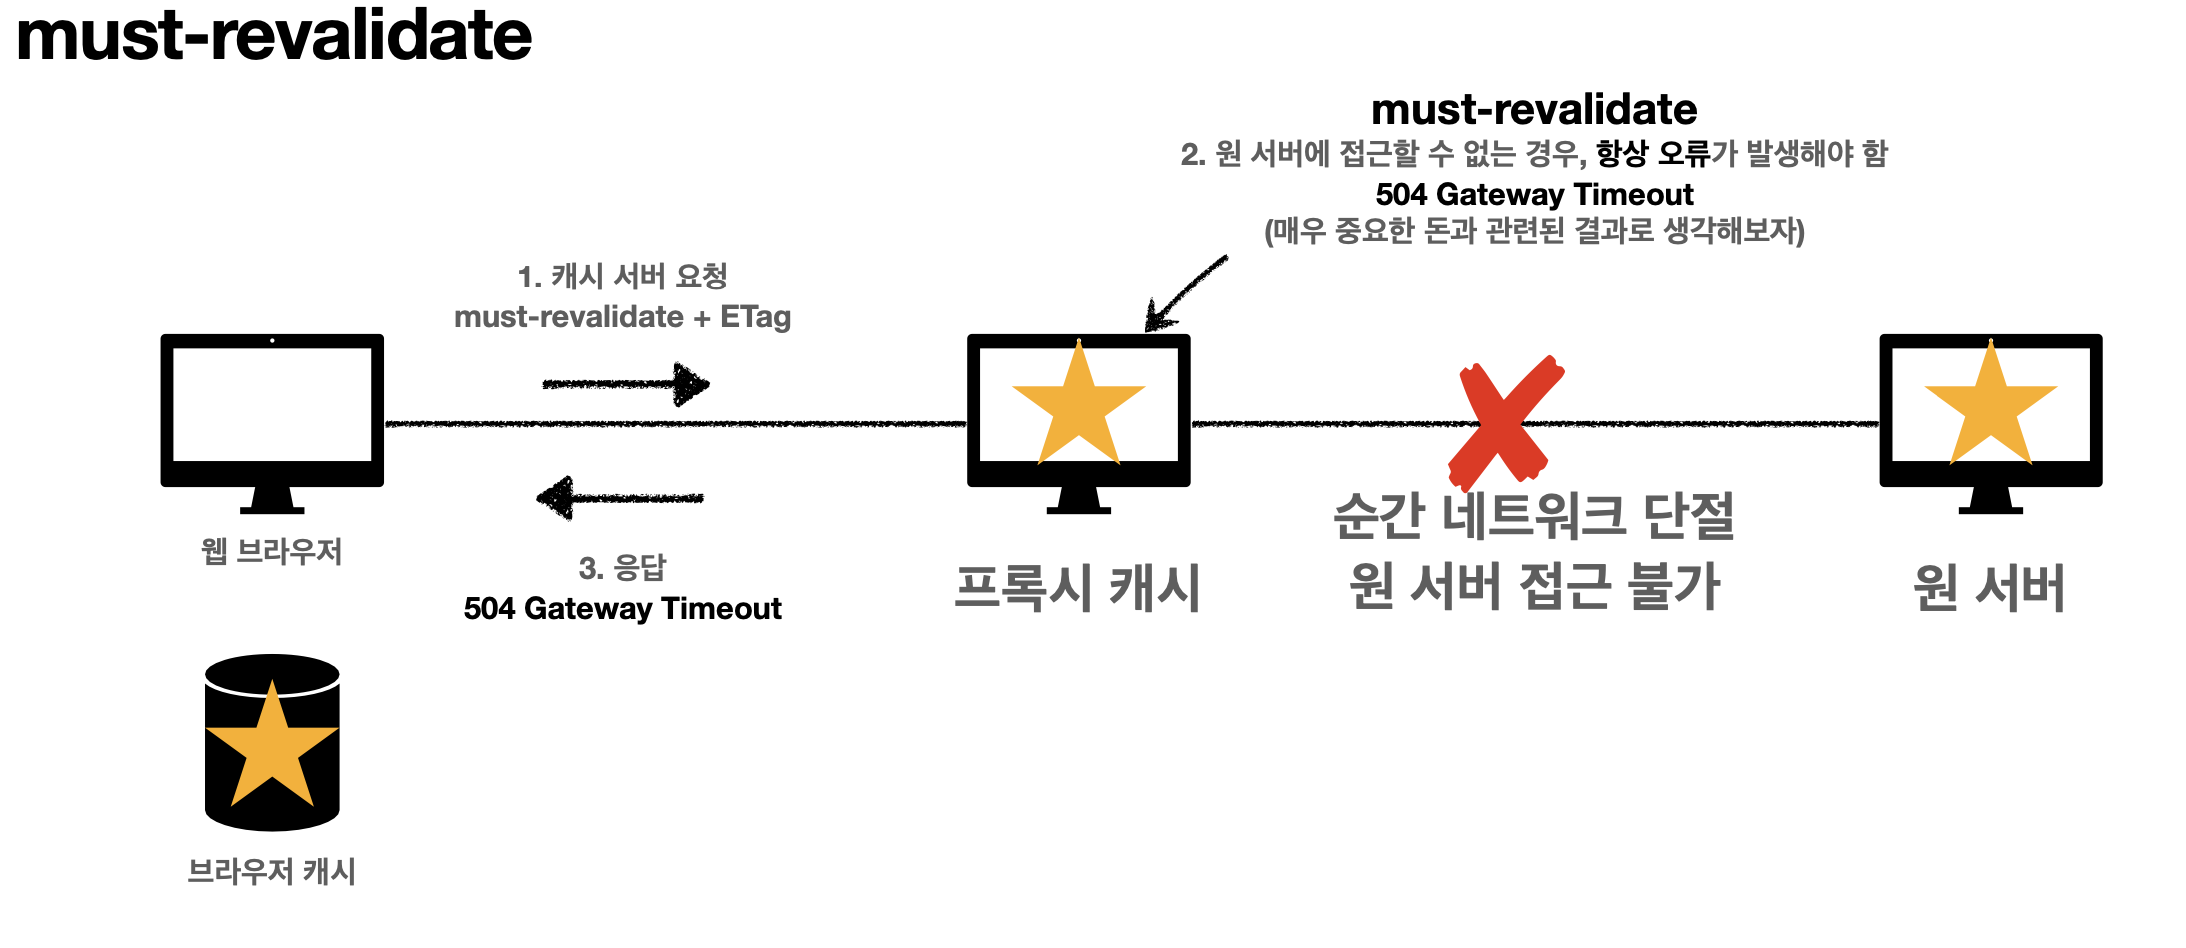 must-revalidate
must-revalidate
2. 원 서버에 접근할 수 없는 경우, 항상 오류가 발생해야 함
504 Gateway Timeout
(매우 중요한 돈과 관련된 결과로 생각해보자)
1. 캐시 서버 요청
must-revalidate + ETag
웹 브라우저
3. 응답
504 Gateway Timeout
프록시 캐시
순간 네트워크 단절
원 서버 접근 불가
원 서버
브라우저 캐시